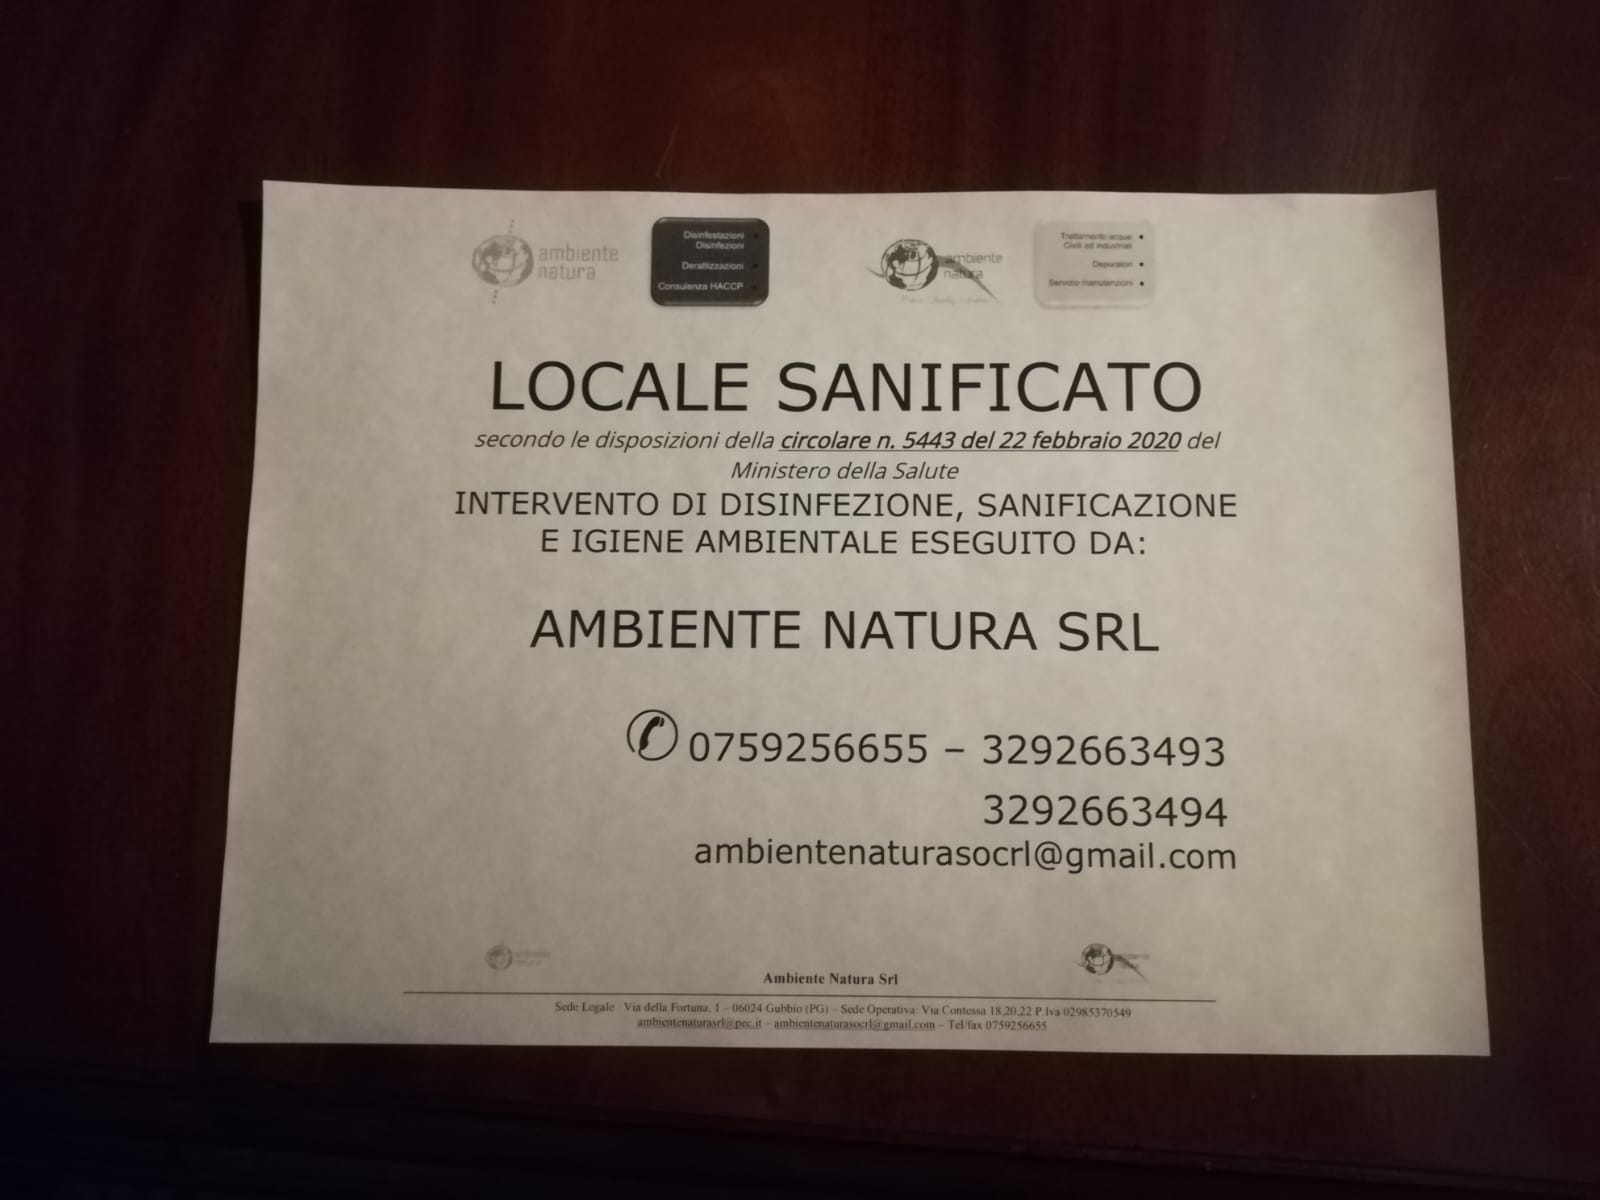 ambiente
natura
Disinfestazioni
Disinfezioni
Derattizzazioni
Consulenza HACCP
ambiente
natura
Trattamento acque
Civili ed industriali
Depuratori
Servizio manutenzioni
LOCALE SANIFICATO
secondo le disposizioni della circolare n. 5443 del 22 febbraio 2020 del
Ministero della Salute
INTERVENTO DI DISINFEZIONE, SANIFICAZIONE
E IGIENE AMBIENTALE ESEGUITO DA:
AMBIENTE NATURA SRL
✆ 0759256655 – 3292663493
3292663494
ambientenaturasocrl@gmail.com
ambiente
natura
Ambiente Natura Srl
Sede Legale : Via della Fortuna, 1 – 06024 Gubbio (PG) – Sede Operativa: Via Contessa 18,20,22 P.Iva 02985370549
ambientenaturasrl@pec.it – ambientenaturasocrl@gmail.com – Tel/fax 0759256655